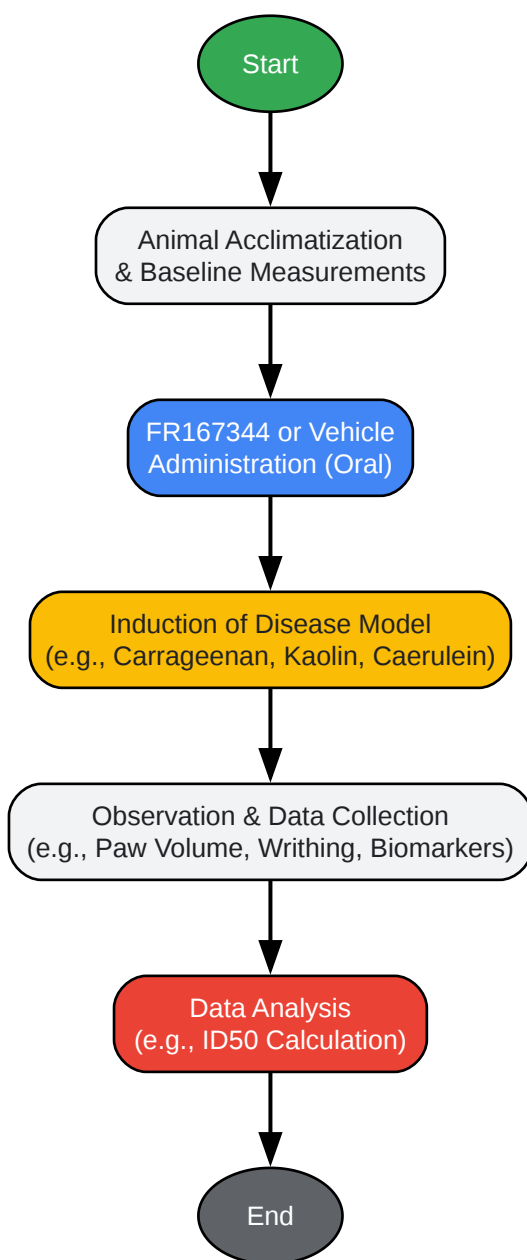 Start
Animal Acclimatization
& Baseline Measurements
FR167344 or Vehicle
Administration (Oral)
Induction of Disease Model
(e.g., Carrageenan, Kaolin, Caerulein)
Observation & Data Collection
(e.g., Paw Volume, Writhing, Biomarkers)
Data Analysis
(e.g., ID50 Calculation)
End